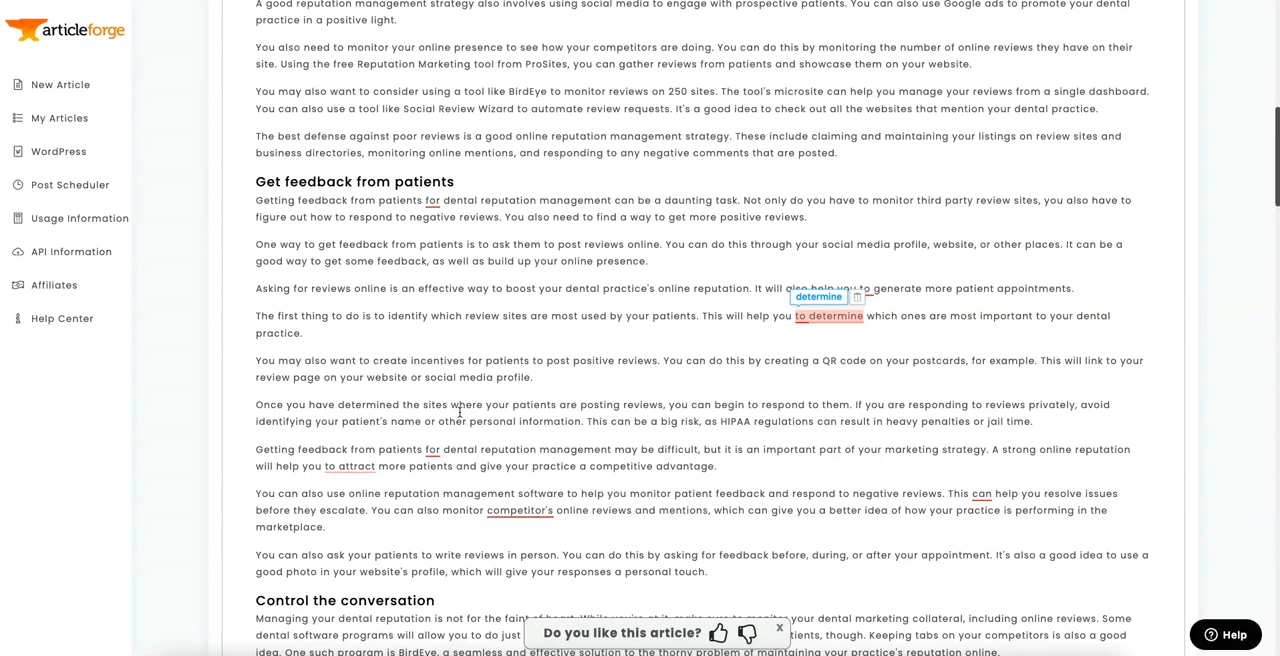 articleforge
New Article
My Articles
WordPress
Post Scheduler
Usage Information
API Information
Affiliates
Help Center
A good reputation management strategy also involves using social media to engage with prospective patients. You can also use Google ads to promote your dental
practice in a positive light.
You also need to monitor your online presence to see how your competitors are doing. You can do this by monitoring the number of online reviews they have on their
site. Using the free Reputation Marketing tool from ProSites, you can gather reviews from patients and showcase them on your website.
You may also want to consider using a tool like BirdEye to monitor reviews on 250 sites. The tool's microsite can help you manage your reviews from a single dashboard.
You can also use a tool like Social Review Wizard to automate review requests. It's a good idea to check out all the websites that mention your dental practice.
The best defense against poor reviews is a good online reputation management strategy. These include claiming and maintaining your listings on review sites and
business directories, monitoring online mentions, and responding to any negative comments that are posted.
Get feedback from patients
Getting feedback from patients for dental reputation management can be a daunting task. Not only do you have to monitor third party review sites, you also have to
figure out how to respond to negative reviews. You also need to find a way to get more positive reviews.
One way to get feedback from patients is to ask them to post reviews online. You can do this through your social media profile, website, or other places. It can be a
good way to get some feedback, as well as build up your online presence.
Asking for reviews online is an effective way to boost your dental practice's online reputation. It will also help you to generate more patient appointments.
determine
The first thing to do is to identify which review sites are most used by your patients. This will help you to determine which ones are most important to your dental
practice.
You may also want to create incentives for patients to post positive reviews. You can do this by creating a QR code on your postcards, for example. This will link to your
review page on your website or social media profile.
Once you have determined the sites where your patients are posting reviews, you can begin to respond to them. If you are responding to reviews privately, avoid
identifying your patient's name or other personal information. This can be a big risk, as HIPAA regulations can result in heavy penalties or jail time.
Getting feedback from patients for dental reputation management may be difficult, but it is an important part of your marketing strategy. A strong online reputation
will help you to attract more patients and give your practice a competitive advantage.
You can also use online reputation management software to help you monitor patient feedback and respond to negative reviews. This can help you resolve issues
before they escalate. You can also monitor competitor's online reviews and mentions, which can give you a better idea of how your practice is performing in the
marketplace.
You can also ask your patients to write reviews in person. You can do this by asking for feedback before, during, or after your appointment. It's also a good idea to use a
good photo in your website's profile, which will give your responses a personal touch.
Control the conversation
Managing your dental reputation is not for the faint of heart. While you're at it, make sure to monitor your dental marketing collateral, including online reviews. Some
dental software programs will allow you to do just tients, though. Keeping tabs on your competitors is also a good
idea. One such program is BirdEye, a seamless and effective solution to the thorny problem of maintaining your practice's online reputation.
Do you like this article?
X
Help